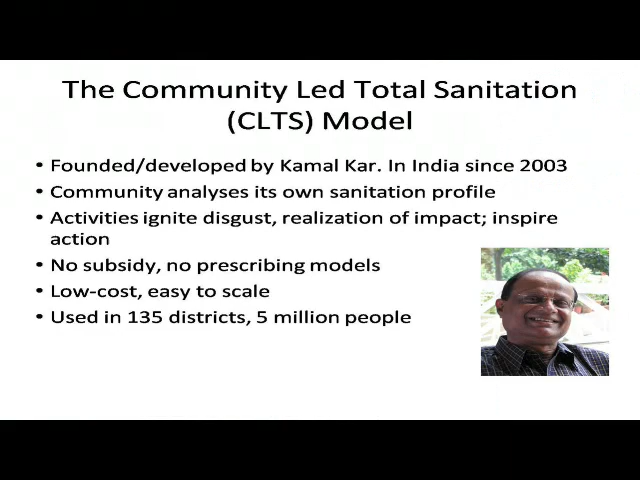 The Community Led Total Sanitation
(CLTS) Model
• Founded/developed by Kamal Kar. In India since 2003
• Community analyses its own sanitation profile
• Activities ignite disgust, realization of impact; inspire
action
• No subsidy, no prescribing models
• Low-cost, easy to scale
• Used in 135 districts, 5 million people